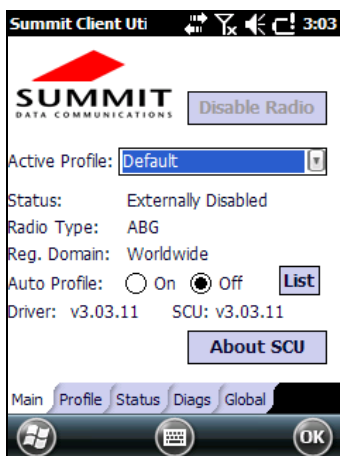 Summit Client Uti 3:03
SUMMIT
DATA COMMUNICATIONS
Disable Radio
Active Profile: Default
Status: Externally Disabled
Radio Type: ABG
Reg. Domain: Worldwide
Auto Profile: On Off List
Driver: v3.03.11 SCU: v3.03.11
About SCU
Main Profile Status Diags Global
OK